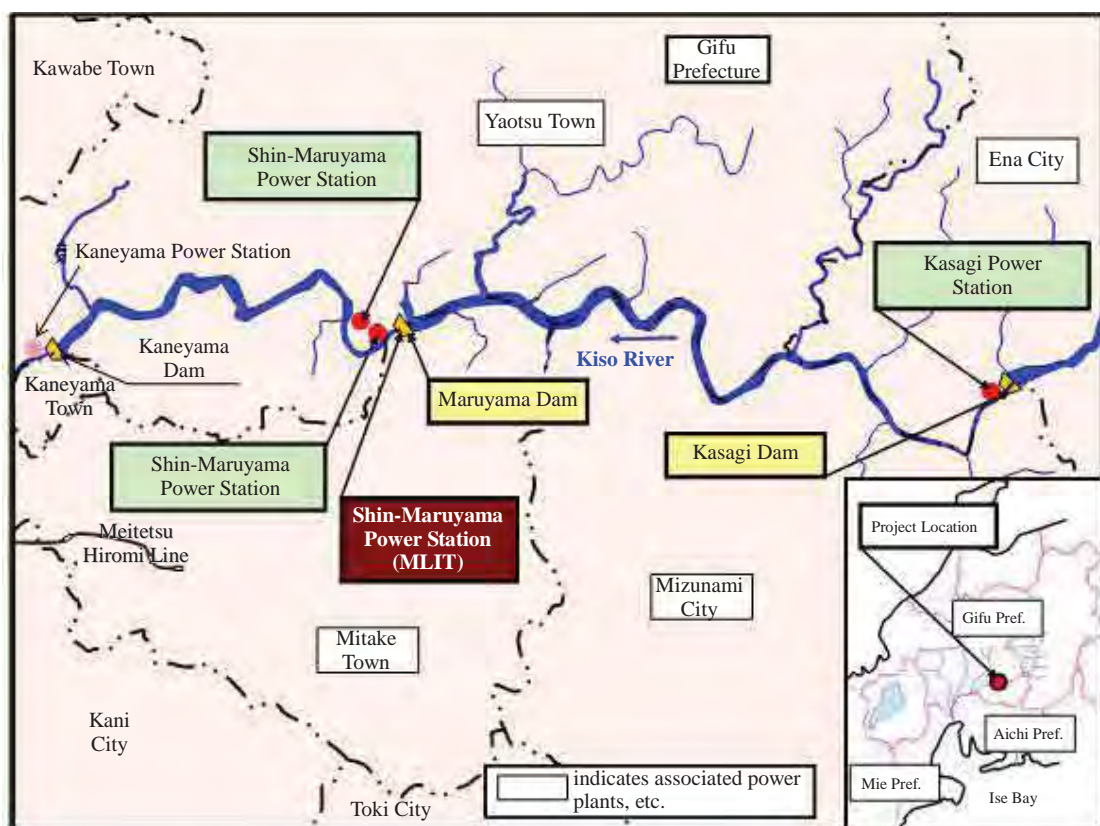 Gifu
Prefecture
Kawabe Town
Yaotsu Town
Shin-Maruyama
Power Station
Ena City
Kaneyama Power Station
Kasagi Power
Station
Kiso River
Kaneyama
Dam
Kaneyama
Town
Maruyama Dam
Kasagi Dam
Shin-Maruyama
Power Station
Shin-Maruyama
Power Station
(MLIT)
Meitetsu
Hiromi Line
Project Location
Mizunami
City
Gifu Pref.
Mitake
Town
Kani
City
Aichi Pref.
Mie Pref.
Ise Bay
indicates associated power
plants, etc.
Toki City